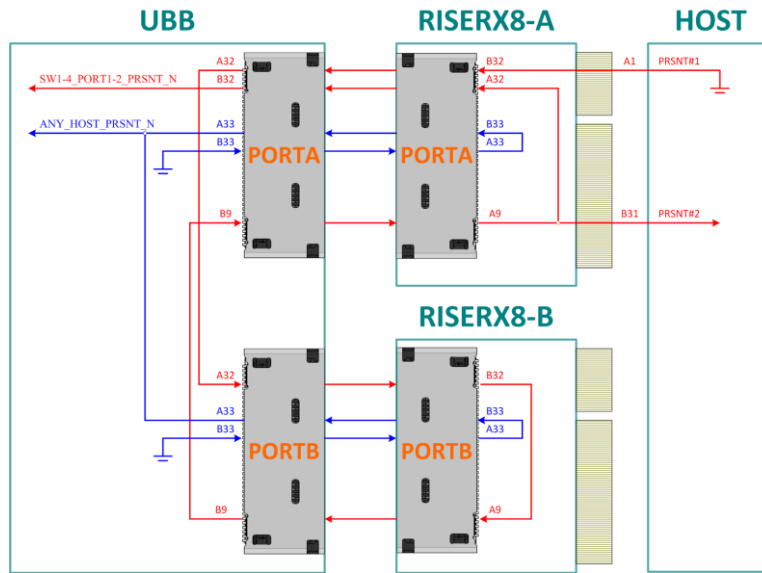 UBB RISERX8-A HOST
A32 B32 A1 PRSNT#1
SW1-4_PORT1-2_PRSNT_N B32 A32
ANY_HOST_PRSNT_N A33 B33
B33 PORTA PORTA A33
B9 A9 B31 PRSNT#2
RISERX8-B
A32 B32
A33 B33
B33 A33
PORTB PORTB
B9 A9